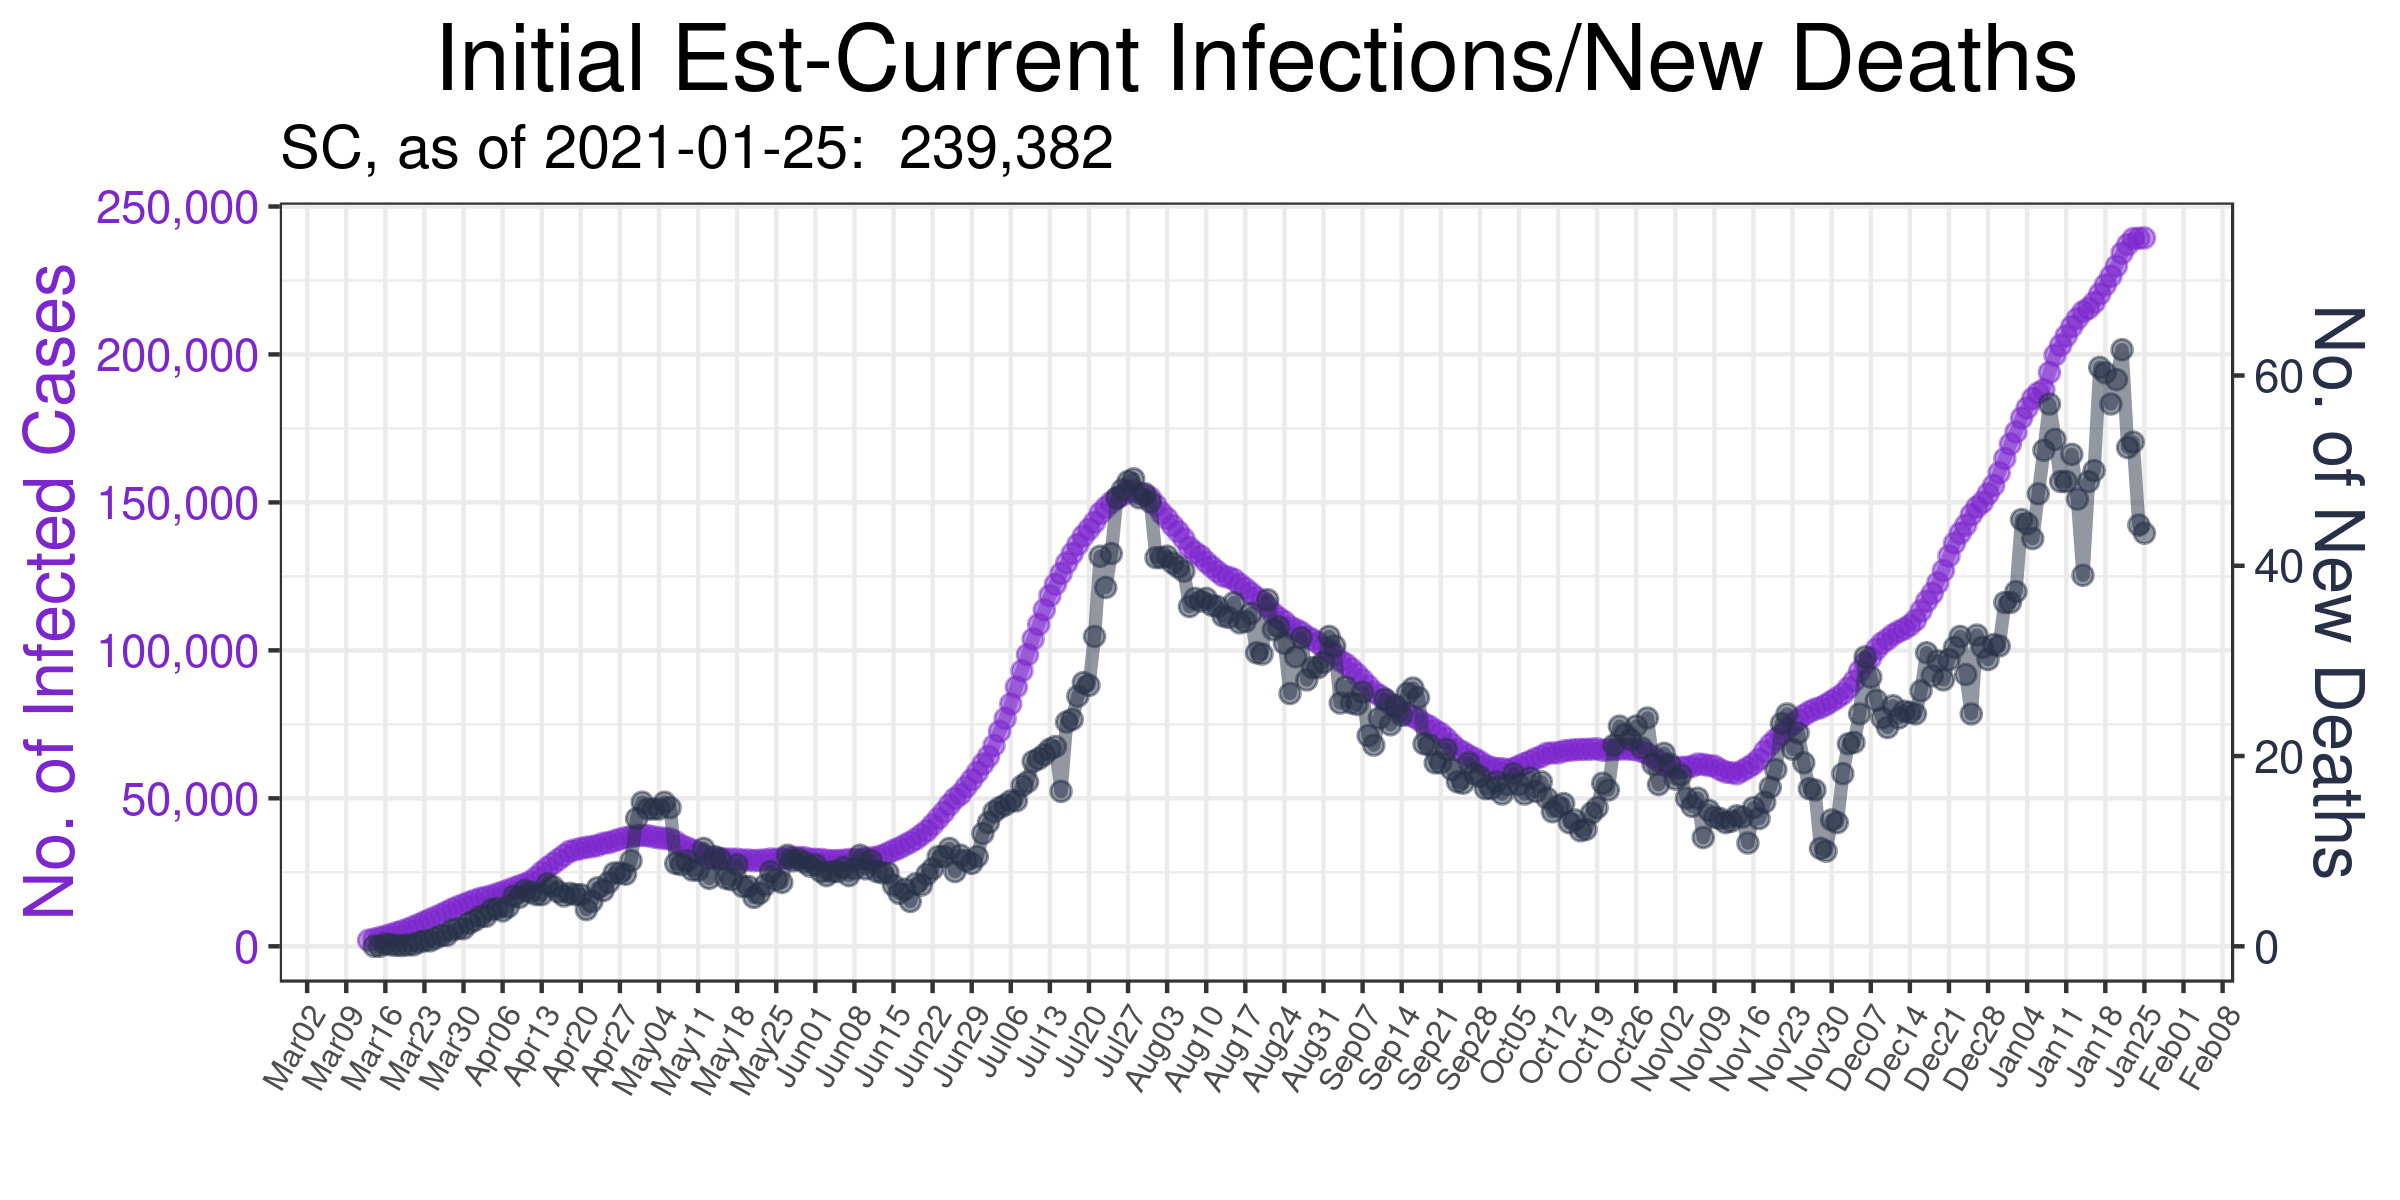 Initial Est-Current Infections/New Deaths
SC, as of 2021-01-25:  239,382
No. of Infected Cases
250,000
200,000
150,000
100,000
50,000
0
No. of New Deaths
60
40
20
0
Mar02
Mar09
Mar16
Mar23
Mar30
Apr06
Apr13
Apr20
Apr27
May04
May11
May18
May25
Jun01
Jun08
Jun15
Jun22
Jun29
Jul06
Jul13
Jul20
Jul27
Aug03
Aug10
Aug17
Aug24
Aug31
Sep07
Sep14
Sep21
Sep28
Oct05
Oct12
Oct19
Oct26
Nov02
Nov09
Nov16
Nov23
Nov30
Dec07
Dec14
Dec21
Dec28
Jan04
Jan11
Jan18
Jan25
Feb01
Feb08